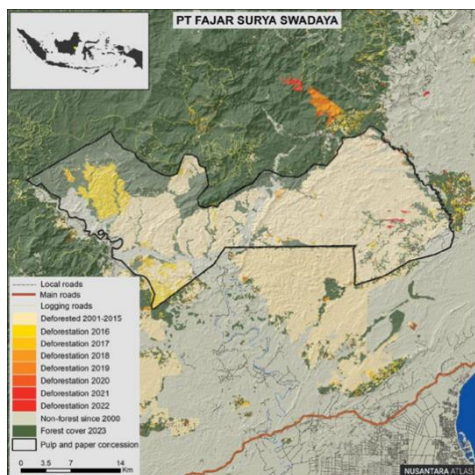 PT FAJAR SURYA SWADAYA
Local roads
Main roads
Logging roads
Deforested 2001-2015
Deforestation 2016
Deforestation 2017
Deforestation 2018
Deforestation 2019
Deforestation 2020
Deforestation 2021
Deforestation 2022
Non-forest since 2000
Forest cover 2023
Pulp and paper concession
0 3.5 7 14
Km
NUSANTARA ATLAS